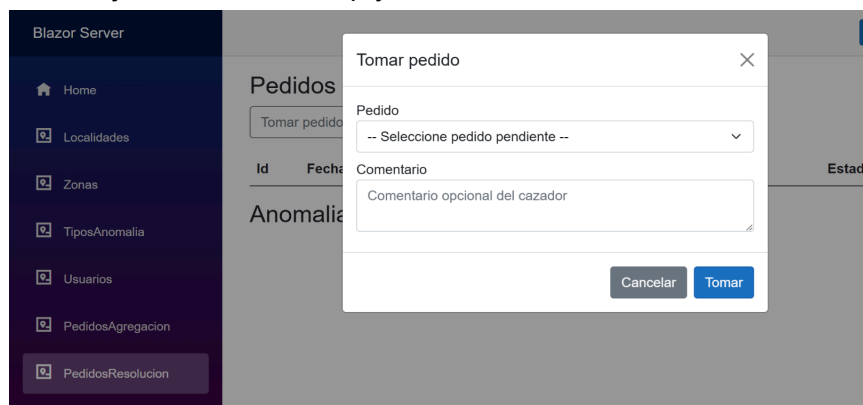 Blazor Server
Home
Localidades
Zonas
TiposAnomalia
Usuarios
PedidosAgregacion
PedidosResolucion
Pedidos
Tomar pedido
Id Fecha Estad
Anomalia
Tomar pedido
Pedido
-- Seleccione pedido pendiente --
Comentario
Comentario opcional del cazador
Cancelar Tomar